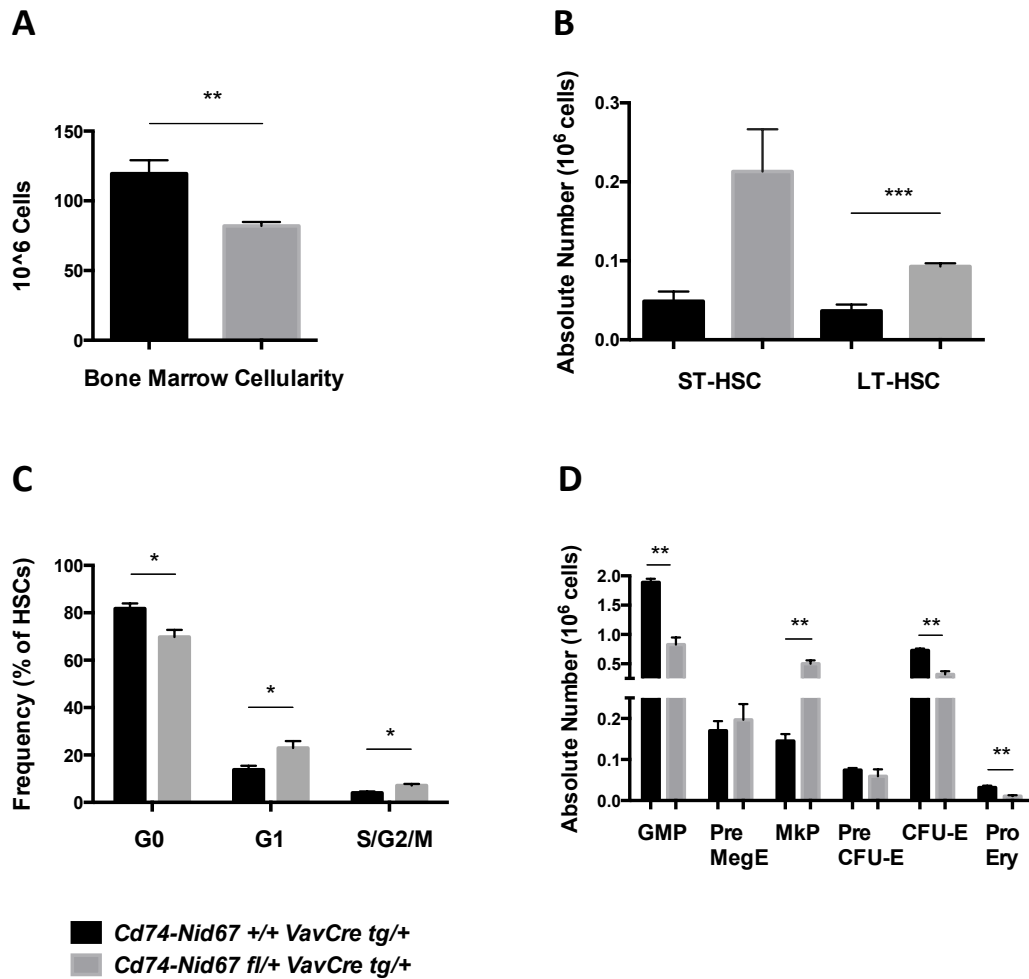 A
**
10^6 Cells
150
100
50
0
Bone Marrow Cellularity
B
Absolute Number (10⁶ cells)
0.3
0.2
0.1
0.0
***
ST-HSC LT-HSC
C
Frequency (% of HSCs)
100
80
60
40
20
0
*
*
*
G0 G1 S/G2/M
D
Absolute Number (10⁶ cells)
2.0
1.5
1.0
0.5
0.2
0.1
0.0
**
**
**
**
GMP Pre MkP Pre CFU-E Pro
MegE CFU-E Ery
Cd74-Nid67 +/+ VavCre tg/+
Cd74-Nid67 fl/+ VavCre tg/+